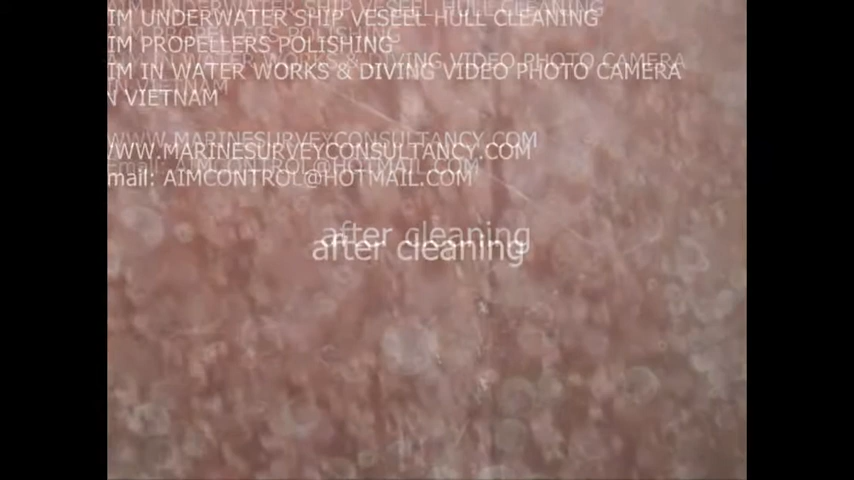 IM UNDERWATER SHIP VESEEL HULL CLEANING
IM PROPELLERS POLISHING
IM IN WATER WORKS & DIVING VIDEO PHOTO CAMERA
N VIETNAM
WWW.MARINESURVEYCONSULTANCY.COM
mail: AIMCONTROL@HOTMAIL.COM
after cleaning